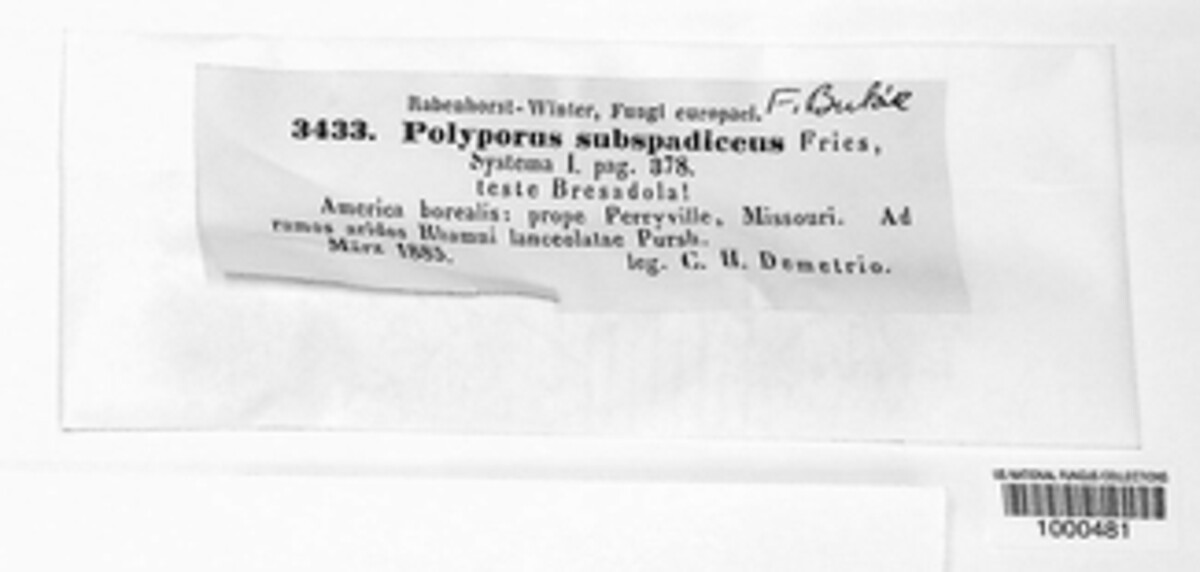 Rabenhorst-Winter, Fungi europaei. F. Bubák
3433. Polyporus subspadiceus Fries,
Systema I. pag. 378.
teste Bresadola!
America borealis: prope Perryville, Missouri. Ad
ramos aridos Rhamni lanceolatae Pursh.
März 1885. leg. C. H. Demetrio.
US NATIONAL FUNGUS COLLECTIONS
1000481